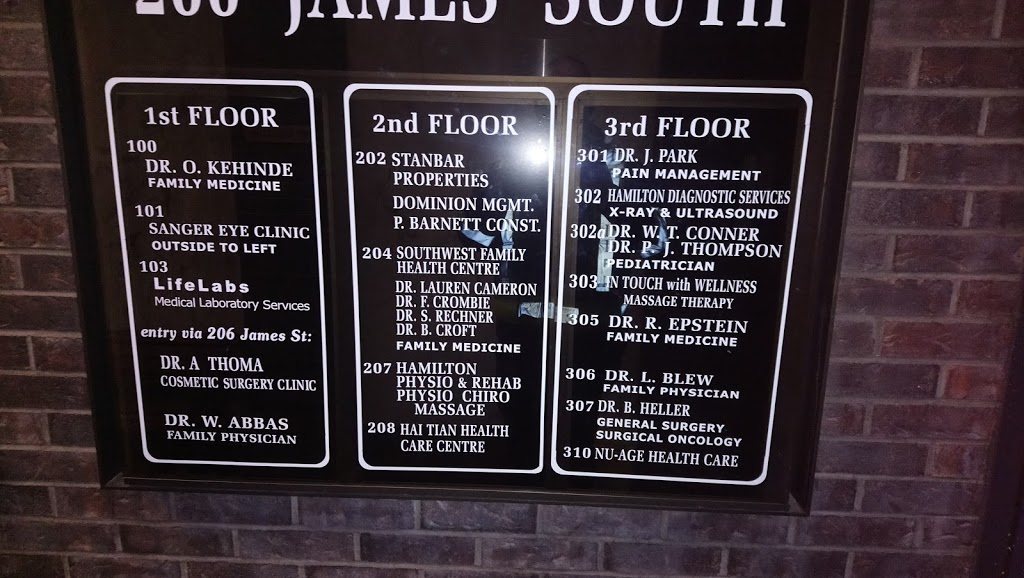 200 JAMES SOUTH
1st FLOOR
100
DR. O. KEHINDE
FAMILY MEDICINE
101
SANGER EYE CLINIC
OUTSIDE TO LEFT
103
LifeLabs
Medical Laboratory Services
entry via 206 James St:
DR. A THOMA
COSMETIC SURGERY CLINIC
DR. W. ABBAS
FAMILY PHYSICIAN
2nd FLOOR
202 STANBAR
PROPERTIES
DOMINION MGMT.
P. BARNETT CONST.
204 SOUTHWEST FAMILY
HEALTH CENTRE
DR. LAUREN CAMERON
DR. F. CROMBIE
DR. S. RECHNER
DR. B. CROFT
FAMILY MEDICINE
207 HAMILTON
PHYSIO & REHAB
PHYSIO CHIRO
MASSAGE
208 HAI TIAN HEALTH
CARE CENTRE
3rd FLOOR
301 DR. J. PARK
PAIN MANAGEMENT
302 HAMILTON DIAGNOSTIC SERVICES
X-RAY & ULTRASOUND
302a DR. W. T. CONNER
DR. P. J. THOMPSON
PEDIATRICIAN
303 IN TOUCH with WELLNESS
MASSAGE THERAPY
305 DR. R. EPSTEIN
FAMILY MEDICINE
306 DR. L. BLEW
FAMILY PHYSICIAN
307 DR. B. HELLER
GENERAL SURGERY
SURGICAL ONCOLOGY
310 NU-AGE HEALTH CARE